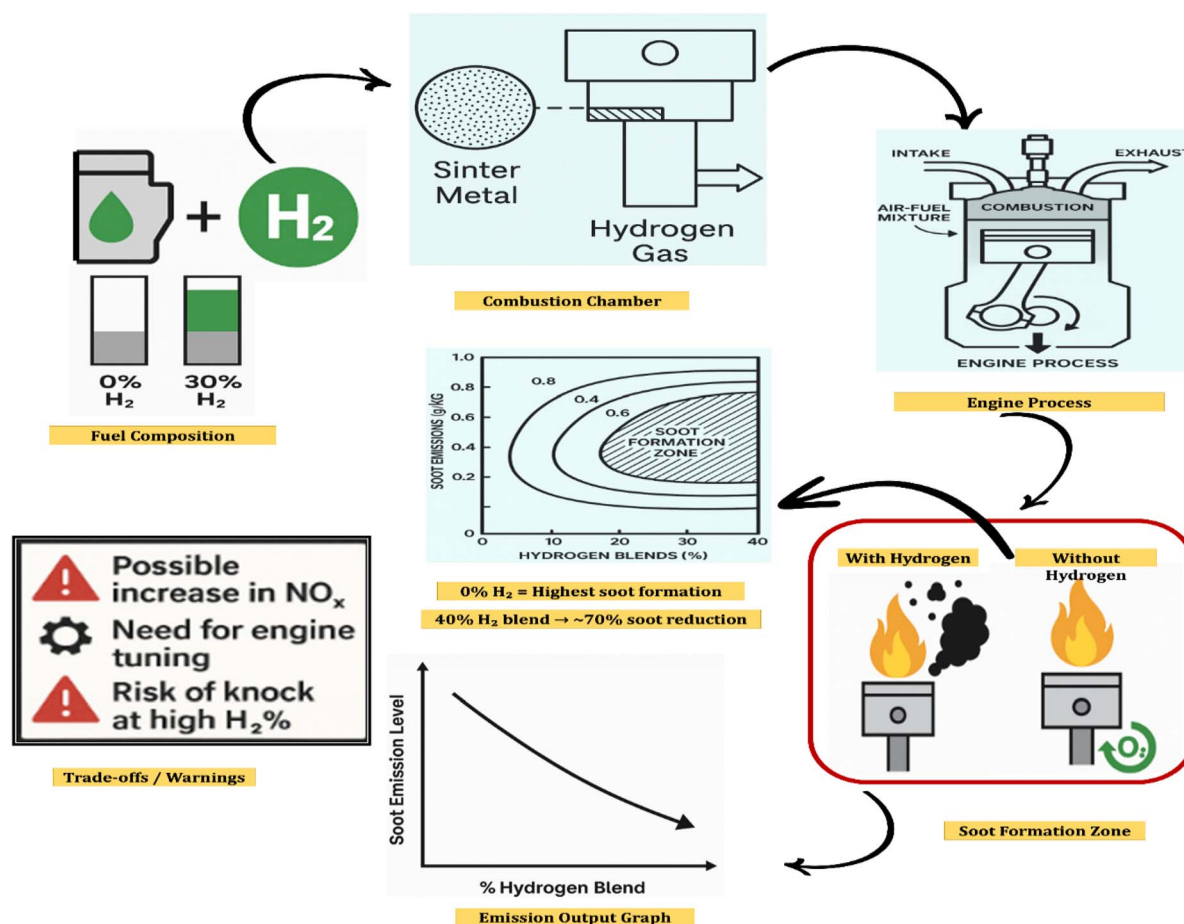 H₂
0%
H₂
30%
H₂
Fuel Composition
Sinter
Metal
Hydrogen
Gas
Combustion Chamber
INTAKE
EXHAUST
AIR-FUEL
MIXTURE
COMBUSTION
ENGINE PROCESS
Engine Process
SOOT EMISSIONS (g/KG
1.0
0.8
0.6
0.4
0.2
0
0.8
0.4
0.6
SOOT
FORMATION
ZONE
0
10
20
30
40
HYDROGEN BLENDS (%)
0% H₂ = Highest soot formation
40% H₂ blend → ~70% soot reduction
With Hydrogen
Without
Hydrogen
O₂
Soot Formation Zone
Possible
increase in NOₓ
Need for engine
tuning
Risk of knock
at high H₂%
Trade-offs / Warnings
Soot Emission Level
% Hydrogen Blend
Emission Output Graph